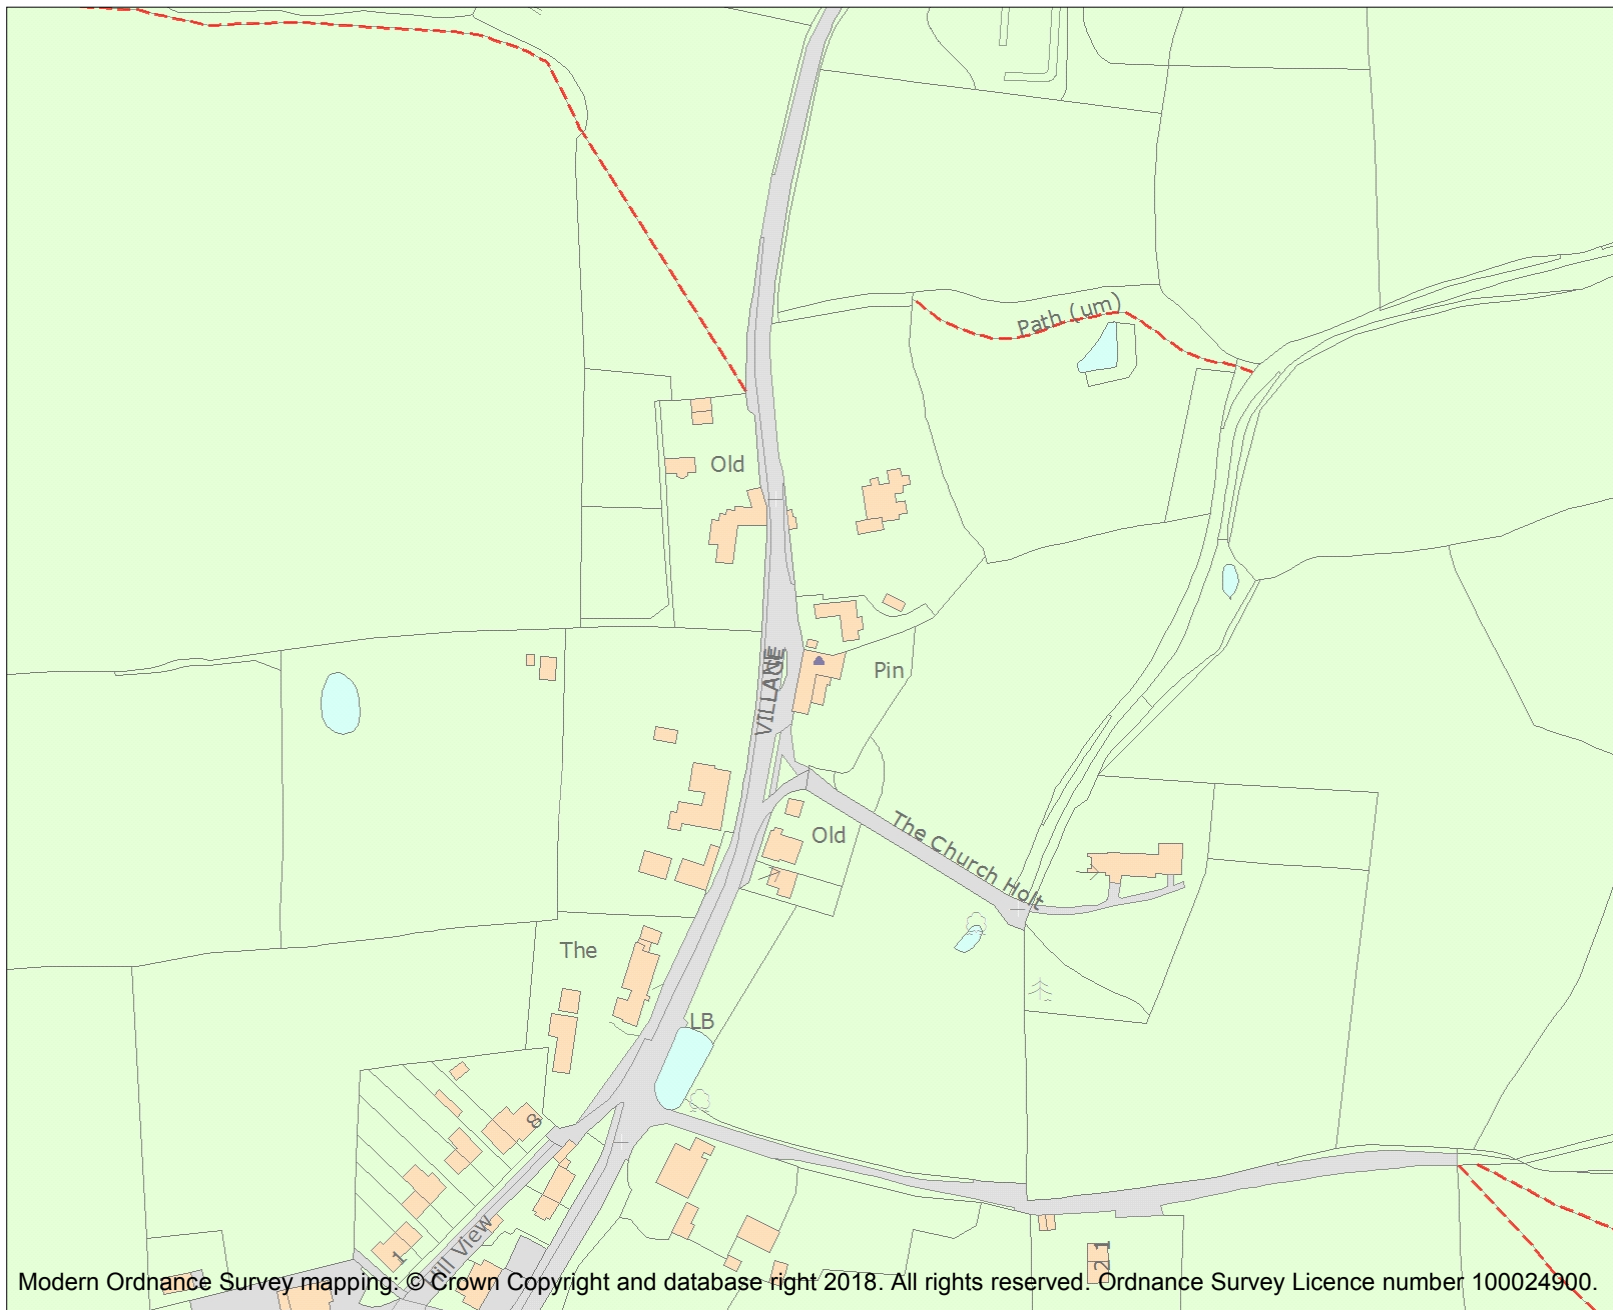 Path (um)
Old
VILLAGE
Pin
Old
The Church Holt
The
LB
8
1
Hill View
21
Modern Ordnance Survey mapping: © Crown Copyright and database right 2018. All rights reserved. Ordnance Survey Licence number 100024900.